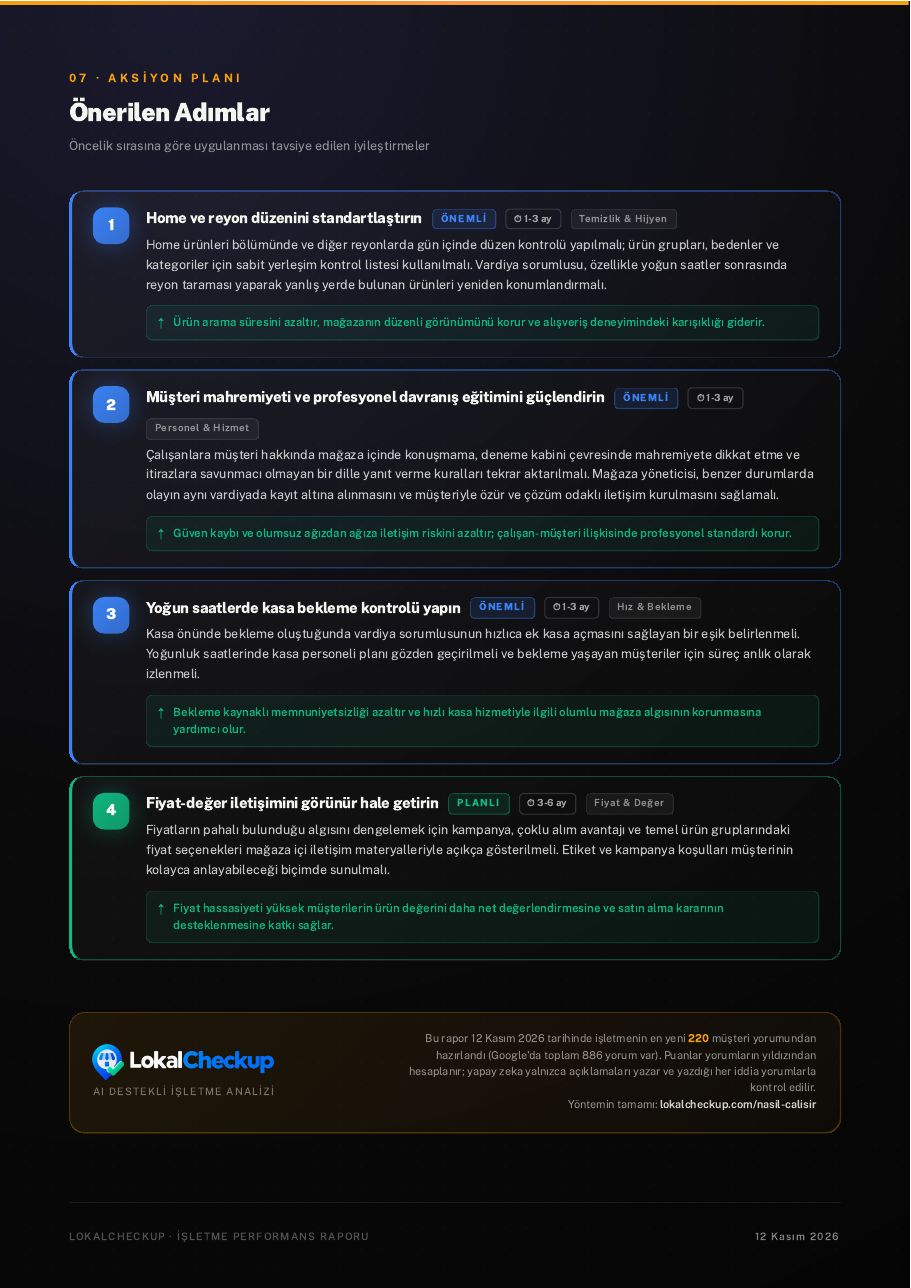 07 · AKSİYON PLANI
Önerilen Adımlar
Öncelik sırasına göre uygulanması tavsiye edilen iyileştirmeler
1 Home ve reyon düzenini standartlaştırın ÖNEMLİ ⏱ 1-3 ay Temizlik & Hijyen
Home ürünleri bölümünde ve diğer reyonlarda gün içinde düzen kontrolü yapılmalı; ürün grupları, bedenler ve
kategoriler için sabit yerleşim kontrol listesi kullanılmalı. Vardiya sorumlusu, özellikle yoğun saatler sonrasında
reyon taraması yaparak yanlış yerde bulunan ürünleri yeniden konumlandırmalı.
↑ Ürün arama süresini azaltır, mağazanın düzenli görünümünü korur ve alışveriş deneyimindeki karışıklığı giderir.
2 Müşteri mahremiyeti ve profesyonel davranış eğitimini güçlendirin ÖNEMLİ ⏱ 1-3 ay
Personel & Hizmet
Çalışanlara müşteri hakkında mağaza içinde konuşmama, deneme kabini çevresinde mahremiyete dikkat etme ve
itirazlara savunmacı olmayan bir dille yanıt verme kuralları tekrar aktarılmalı. Mağaza yöneticisi, benzer durumlarda
olayın aynı vardiyada kayıt altına alınmasını ve müşteriyle özür ve çözüm odaklı iletişim kurulmasını sağlamalı.
↑ Güven kaybı ve olumsuz ağızdan ağıza iletişim riskini azaltır; çalışan-müşteri ilişkisinde profesyonel standardı korur.
3 Yoğun saatlerde kasa bekleme kontrolü yapın ÖNEMLİ ⏱ 1-3 ay Hız & Bekleme
Kasa önünde bekleme oluştuğunda vardiya sorumlusunun hızlıca ek kasa açmasını sağlayan bir eşik belirlenmeli.
Yoğunluk saatlerinde kasa personeli planı gözden geçirilmeli ve bekleme yaşayan müşteriler için süreç anlık olarak
izlenmeli.
↑ Bekleme kaynaklı memnuniyetsizliği azaltır ve hızlı kasa hizmetiyle ilgili olumlu mağaza algısının korunmasına
yardımcı olur.
4 Fiyat-değer iletişimini görünür hale getirin PLANLI ⏱ 3-6 ay Fiyat & Değer
Fiyatların pahalı bulunduğu algısını dengelemek için kampanya, çoklu alım avantajı ve temel ürün gruplarındaki
fiyat seçenekleri mağaza içi iletişim materyalleriyle açıkça gösterilmeli. Etiket ve kampanya koşulları müşterinin
kolayca anlayabileceği biçimde sunulmalı.
↑ Fiyat hassasiyeti yüksek müşterilerin ürün değerini daha net değerlendirmesine ve satın alma kararının
desteklenmesine katkı sağlar.
LokalCheckup
AI DESTEKLİ İŞLETME ANALİZİ
Bu rapor 12 Kasım 2026 tarihinde işletmenin en yeni 220 müşteri yorumundan
hazırlandı (Google'da toplam 886 yorum var). Puanlar yorumların yıldızından
hesaplanır; yapay zeka yalnızca açıklamaları yazar ve yazdığı her iddia yorumlarla
kontrol edilir.
Yöntemin tamamı: lokalcheckup.com/nasil-calisir
LOKALCHECKUP · İŞLETME PERFORMANS RAPORU
12 Kasım 2026